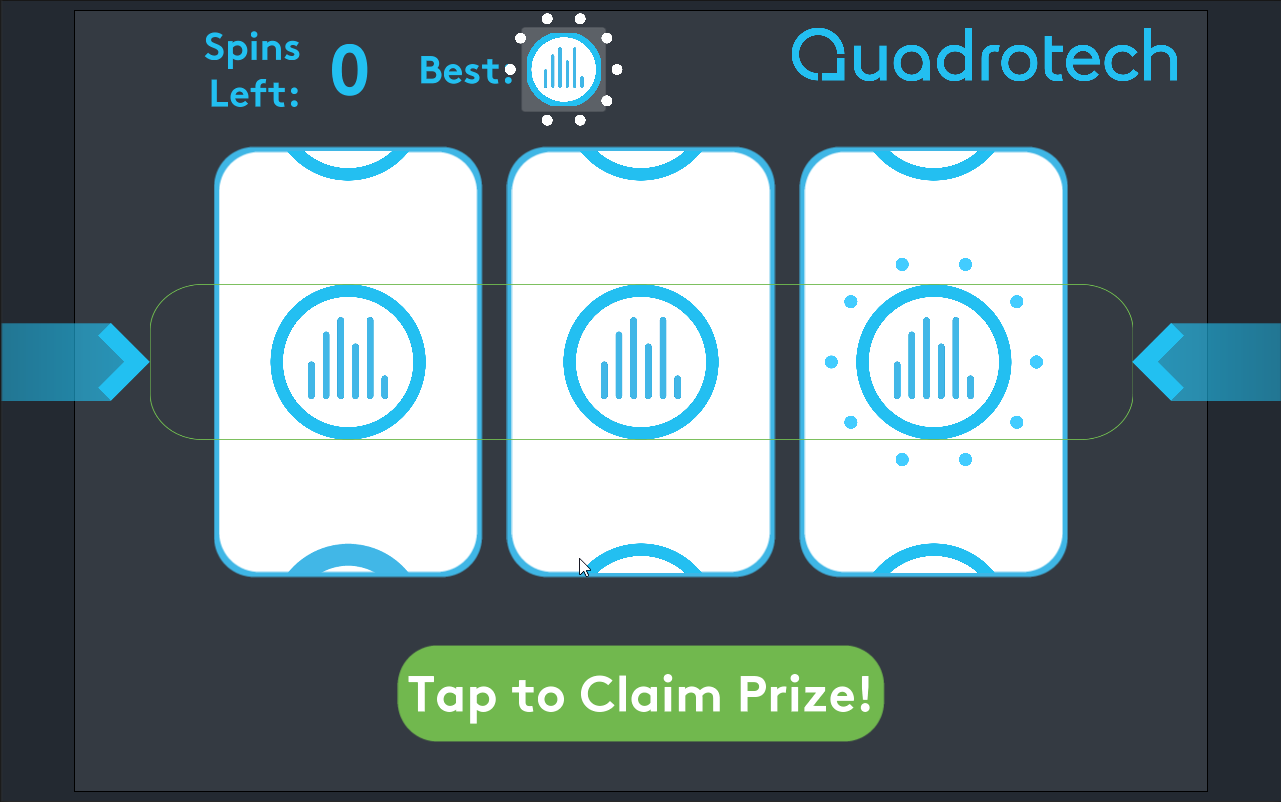 Spins
Left:
0
Best:
Quadrotech
Tap to Claim Prize!